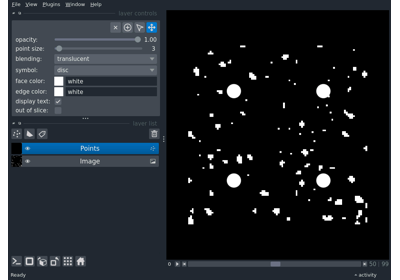 File View Plugins Window Help
layer controls
opacity: 1.00
point size: 3
blending: translucent
symbol: disc
face color: white
edge color: white
display text: ✓
out of slice:
layer list
Points
Image
50 99
Ready activity